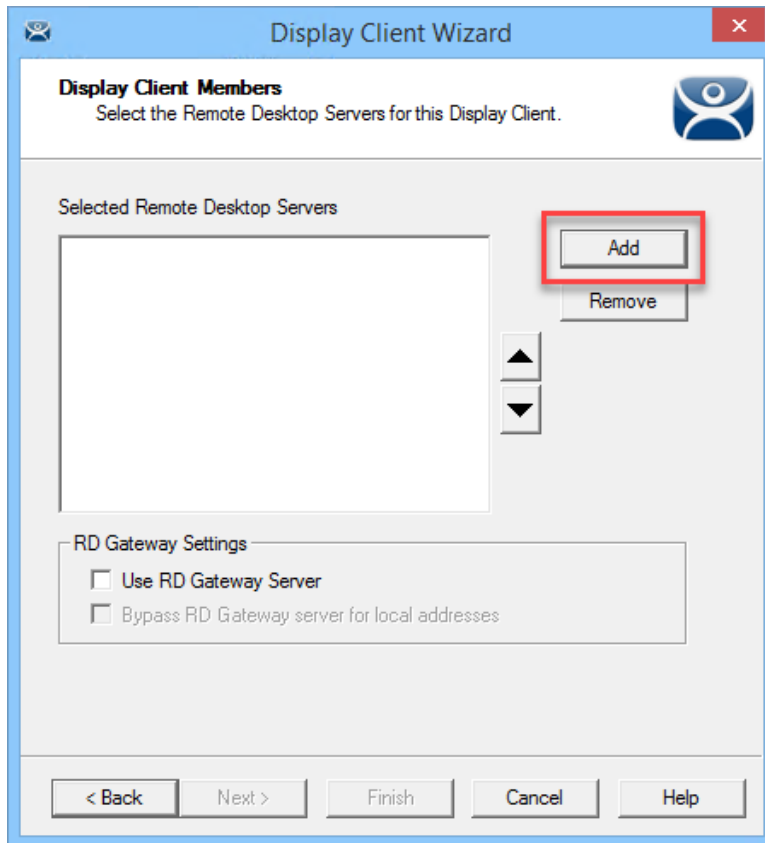 Display Client Wizard
Display Client Members
Select the Remote Desktop Servers for this Display Client.
Selected Remote Desktop Servers
Add
Remove
RD Gateway Settings
Use RD Gateway Server
Bypass RD Gateway server for local addresses
< Back
Next >
Finish
Cancel
Help